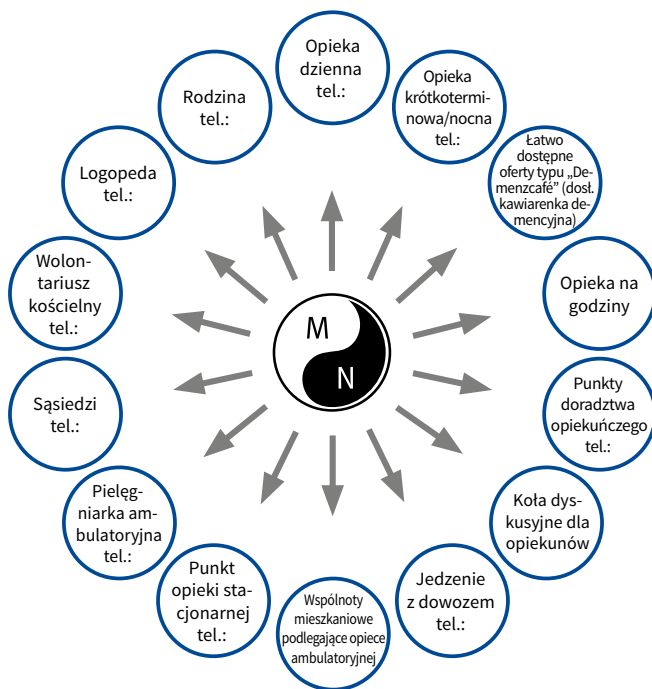 Opieka
dzienna
tel.:
Opieka
krótkotermi-
nowa/nocna
tel.:
Łatwo
dostępne
oferty typu „De-
menzcafé” (dosł.
kawiarenka de-
mencyjna)
Opieka na
godziny
Punkty
doradztwa
opiekuńczego
tel.:
Koła dys-
kusyjne dla
opiekunów
Jedzenie
z dowozem
tel.:
Wspólnoty
mieszkaniowe
podlegające opiece
ambulatoryjnej
Punkt
opieki sta-
cjonarnej
tel.:
Pielęg-
niarka am-
bulatoryjna
tel.:
Sąsiedzi
tel.:
Wolon-
tariusz
kościelny
tel.:
Logopeda
tel.:
Rodzina
tel.:
M
N